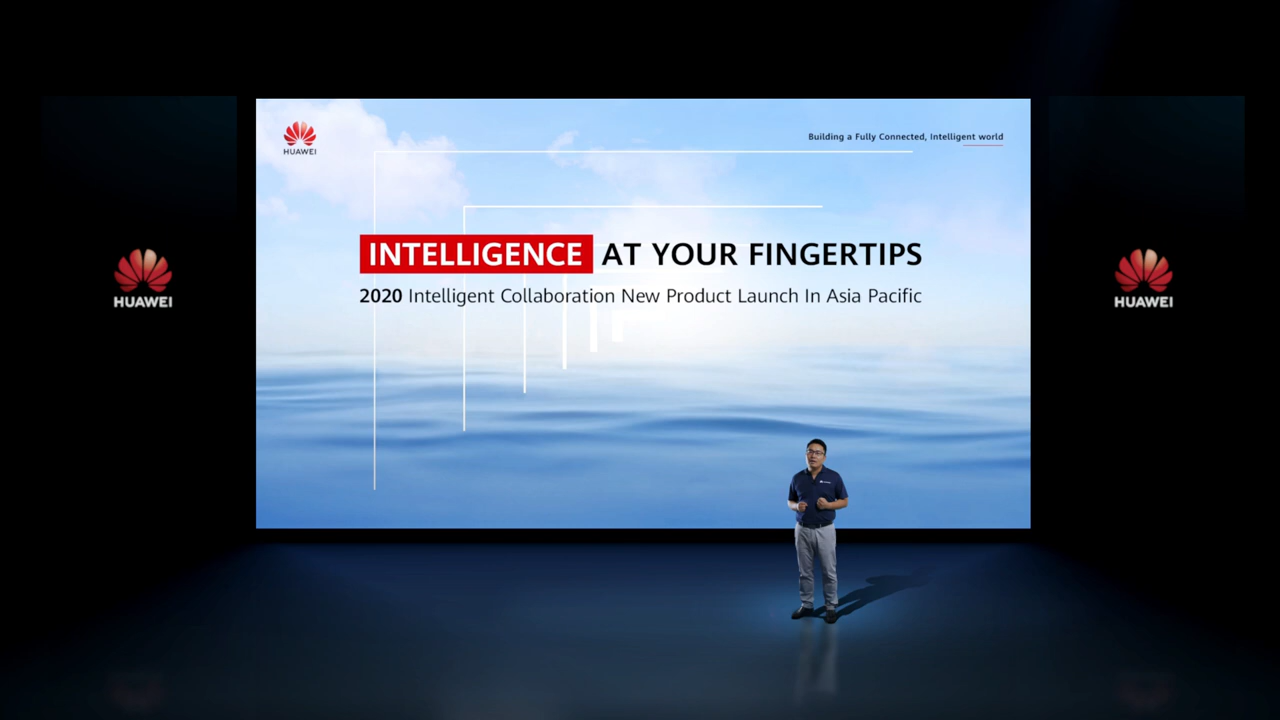 HUAWEI
Building a Fully Connected, Intelligent world
INTELLIGENCE AT YOUR FINGERTIPS
2020 Intelligent Collaboration New Product Launch In Asia Pacific
HUAWEI
HUAWEI